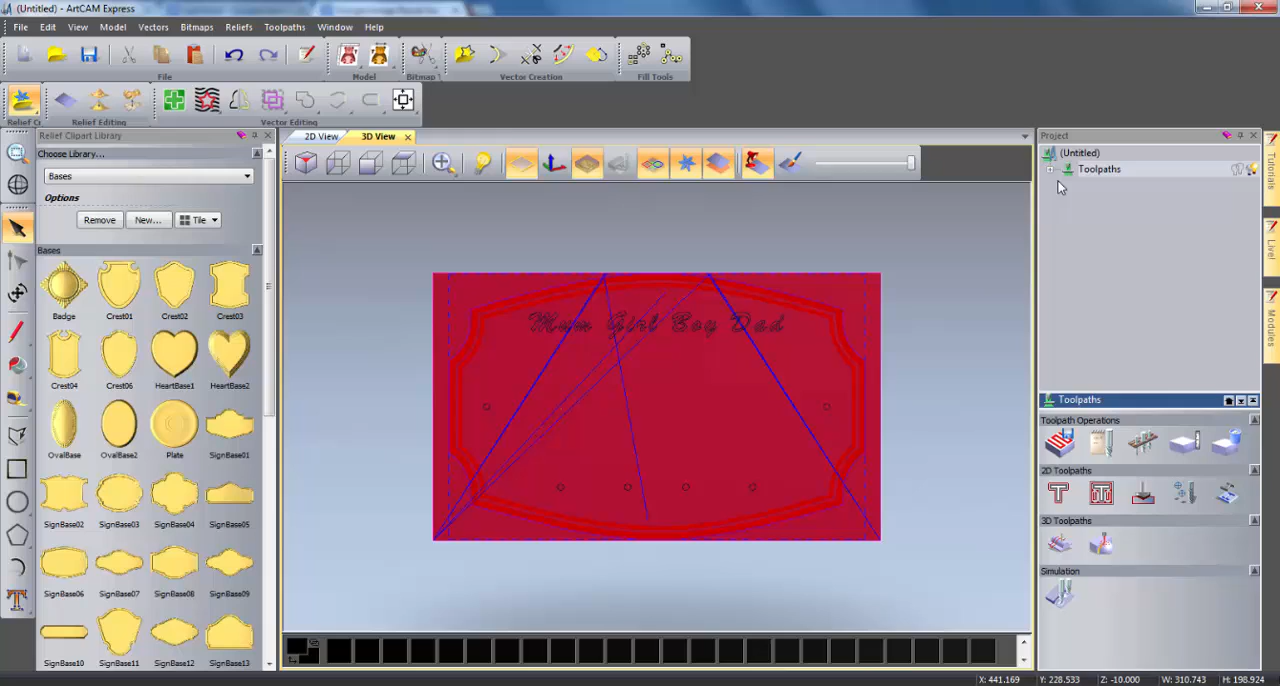 (Untitled) - ArtCAM Express
File Edit View Model Vectors Bitmaps Reliefs Toolpaths Window Help
File Model Bitmap Vector Creation Fill Tools
Relief Editing Vector Editing
Relief Clipart Library
2D View 3D View
Project
Choose Library...
(Untitled)
Bases
Toolpaths
Options
Remove New... Tile
Bases
Badge Crest01 Crest02 Crest03
Crest04 Crest06 HeartBase1 HeartBase2
OvalBase OvalBase2 Plate SignBase01
SignBase02 SignBase03 SignBase04 SignBase05
SignBase06 SignBase07 SignBase08 SignBase09
SignBase10 SignBase11 SignBase12 SignBase13
Mum Girl Boy Dad
Toolpaths
Toolpath Operations
2D Toolpaths
3D Toolpaths
Simulation
Tutorials
Live!
Modules
X: 441.169 Y: 228.533 Z: -10.000 W: 310.743 H: 198.924